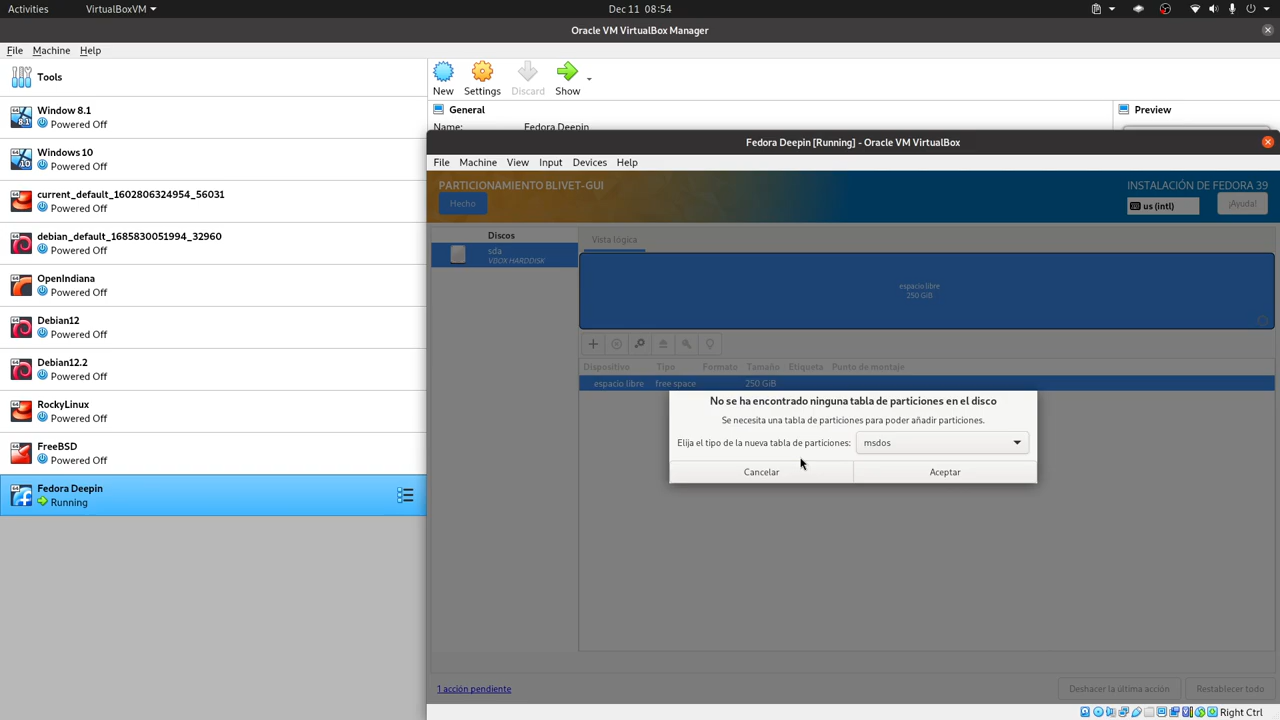 Activities
VirtualBoxVM
Dec 11 08:54
Oracle VM VirtualBox Manager
File Machine Help
Tools
New
Settings
Discard
Show
Window 8.1
Powered Off
Windows 10
Powered Off
current_default_1602806324954_56031
Powered Off
debian_default_1685830051994_32960
Powered Off
OpenIndiana
Powered Off
Debian12
Powered Off
Debian12.2
Powered Off
RockyLinux
Powered Off
FreeBSD
Powered Off
Fedora Deepin
Running
General
Name: Fedora Deepin
Preview
Fedora Deepin [Running] - Oracle VM VirtualBox
File Machine View Input Devices Help
PARTICIONAMIENTO BLIVET-GUI
Hecho
INSTALACIÓN DE FEDORA 39
us (intl)
¡Ayuda!
Discos
sda
VBOX HARDDISK
Vista lógica
espacio libre
250 GiB
Dispositivo Tipo Formato Tamaño Etiqueta Punto de montaje
espacio libre free space 250 GiB
No se ha encontrado ninguna tabla de particiones en el disco
Se necesita una tabla de particiones para poder añadir particiones.
Elija el tipo de la nueva tabla de particiones: msdos
Cancelar
Aceptar
1 acción pendiente
Deshacer la última acción
Restablecer todo
Right Ctrl